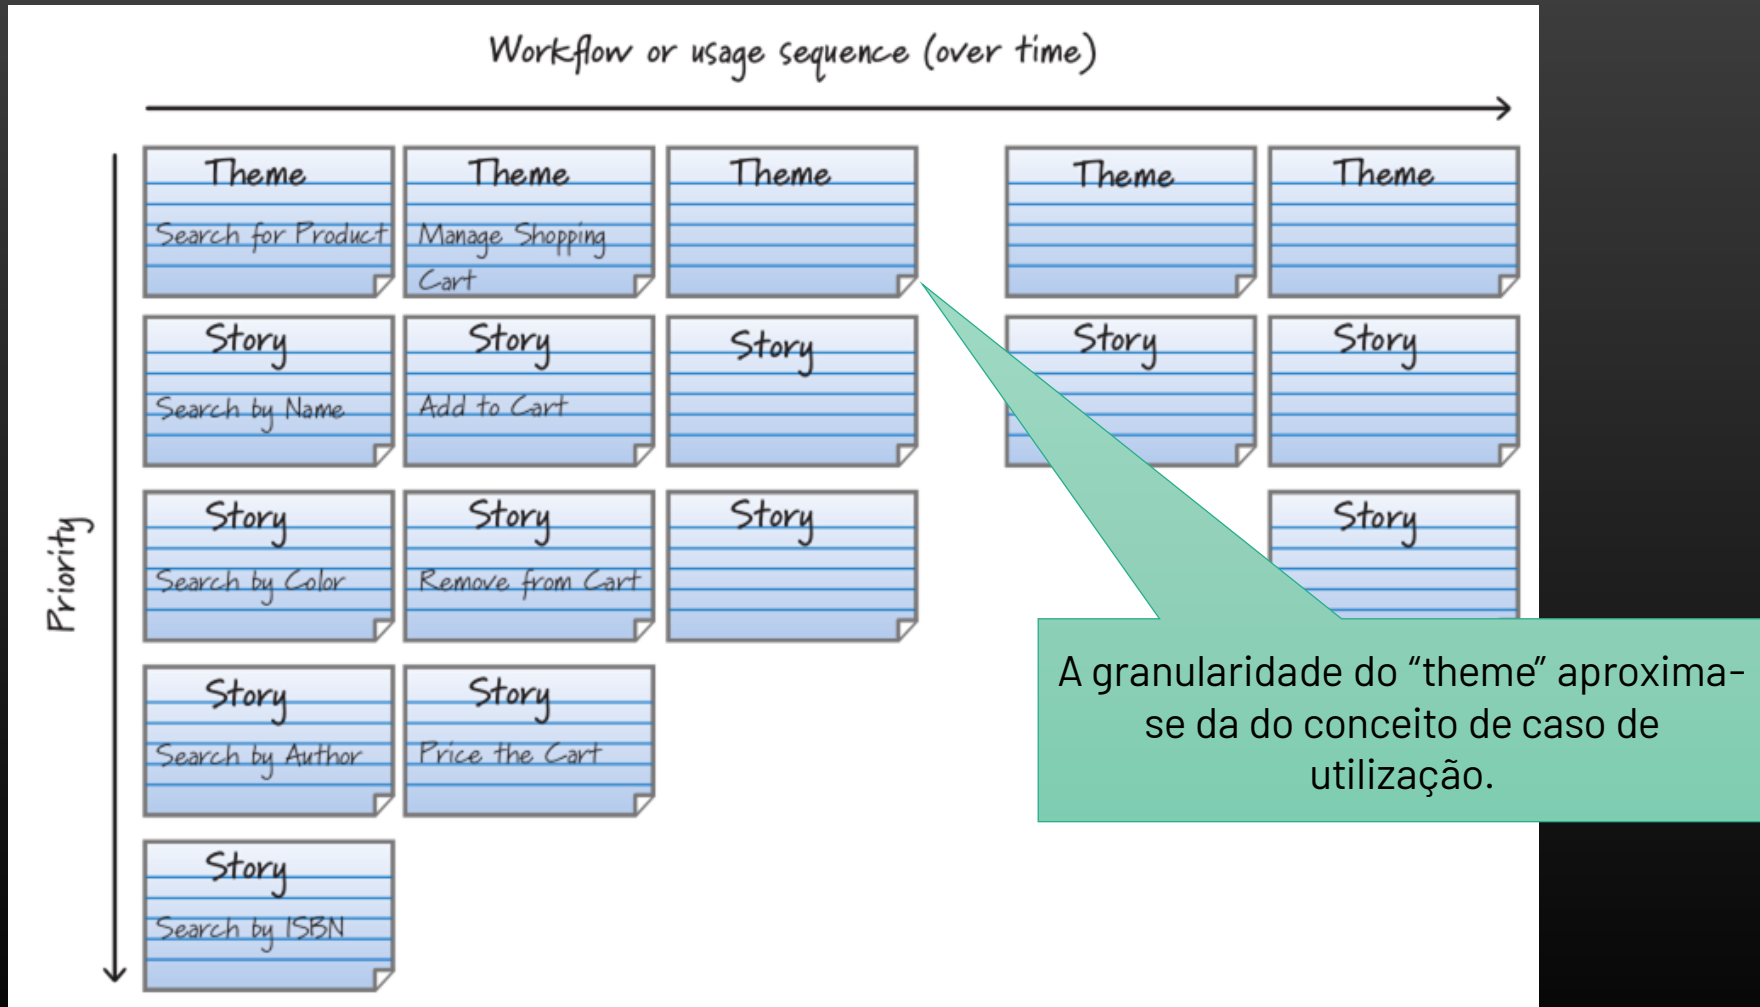 Workflow or usage sequence (over time)
Priority
Theme
Search for Product
Theme
Manage Shopping
Cart
Theme
Theme
Theme
Story
Search by Name
Story
Add to Cart
Story
Story
Story
Story
Search by Color
Story
Remove from Cart
Story
Story
Story
Search by Author
Story
Price the Cart
Story
Search by ISBN
A granularidade do “theme” aproxima-
se da do conceito de caso de
utilização.